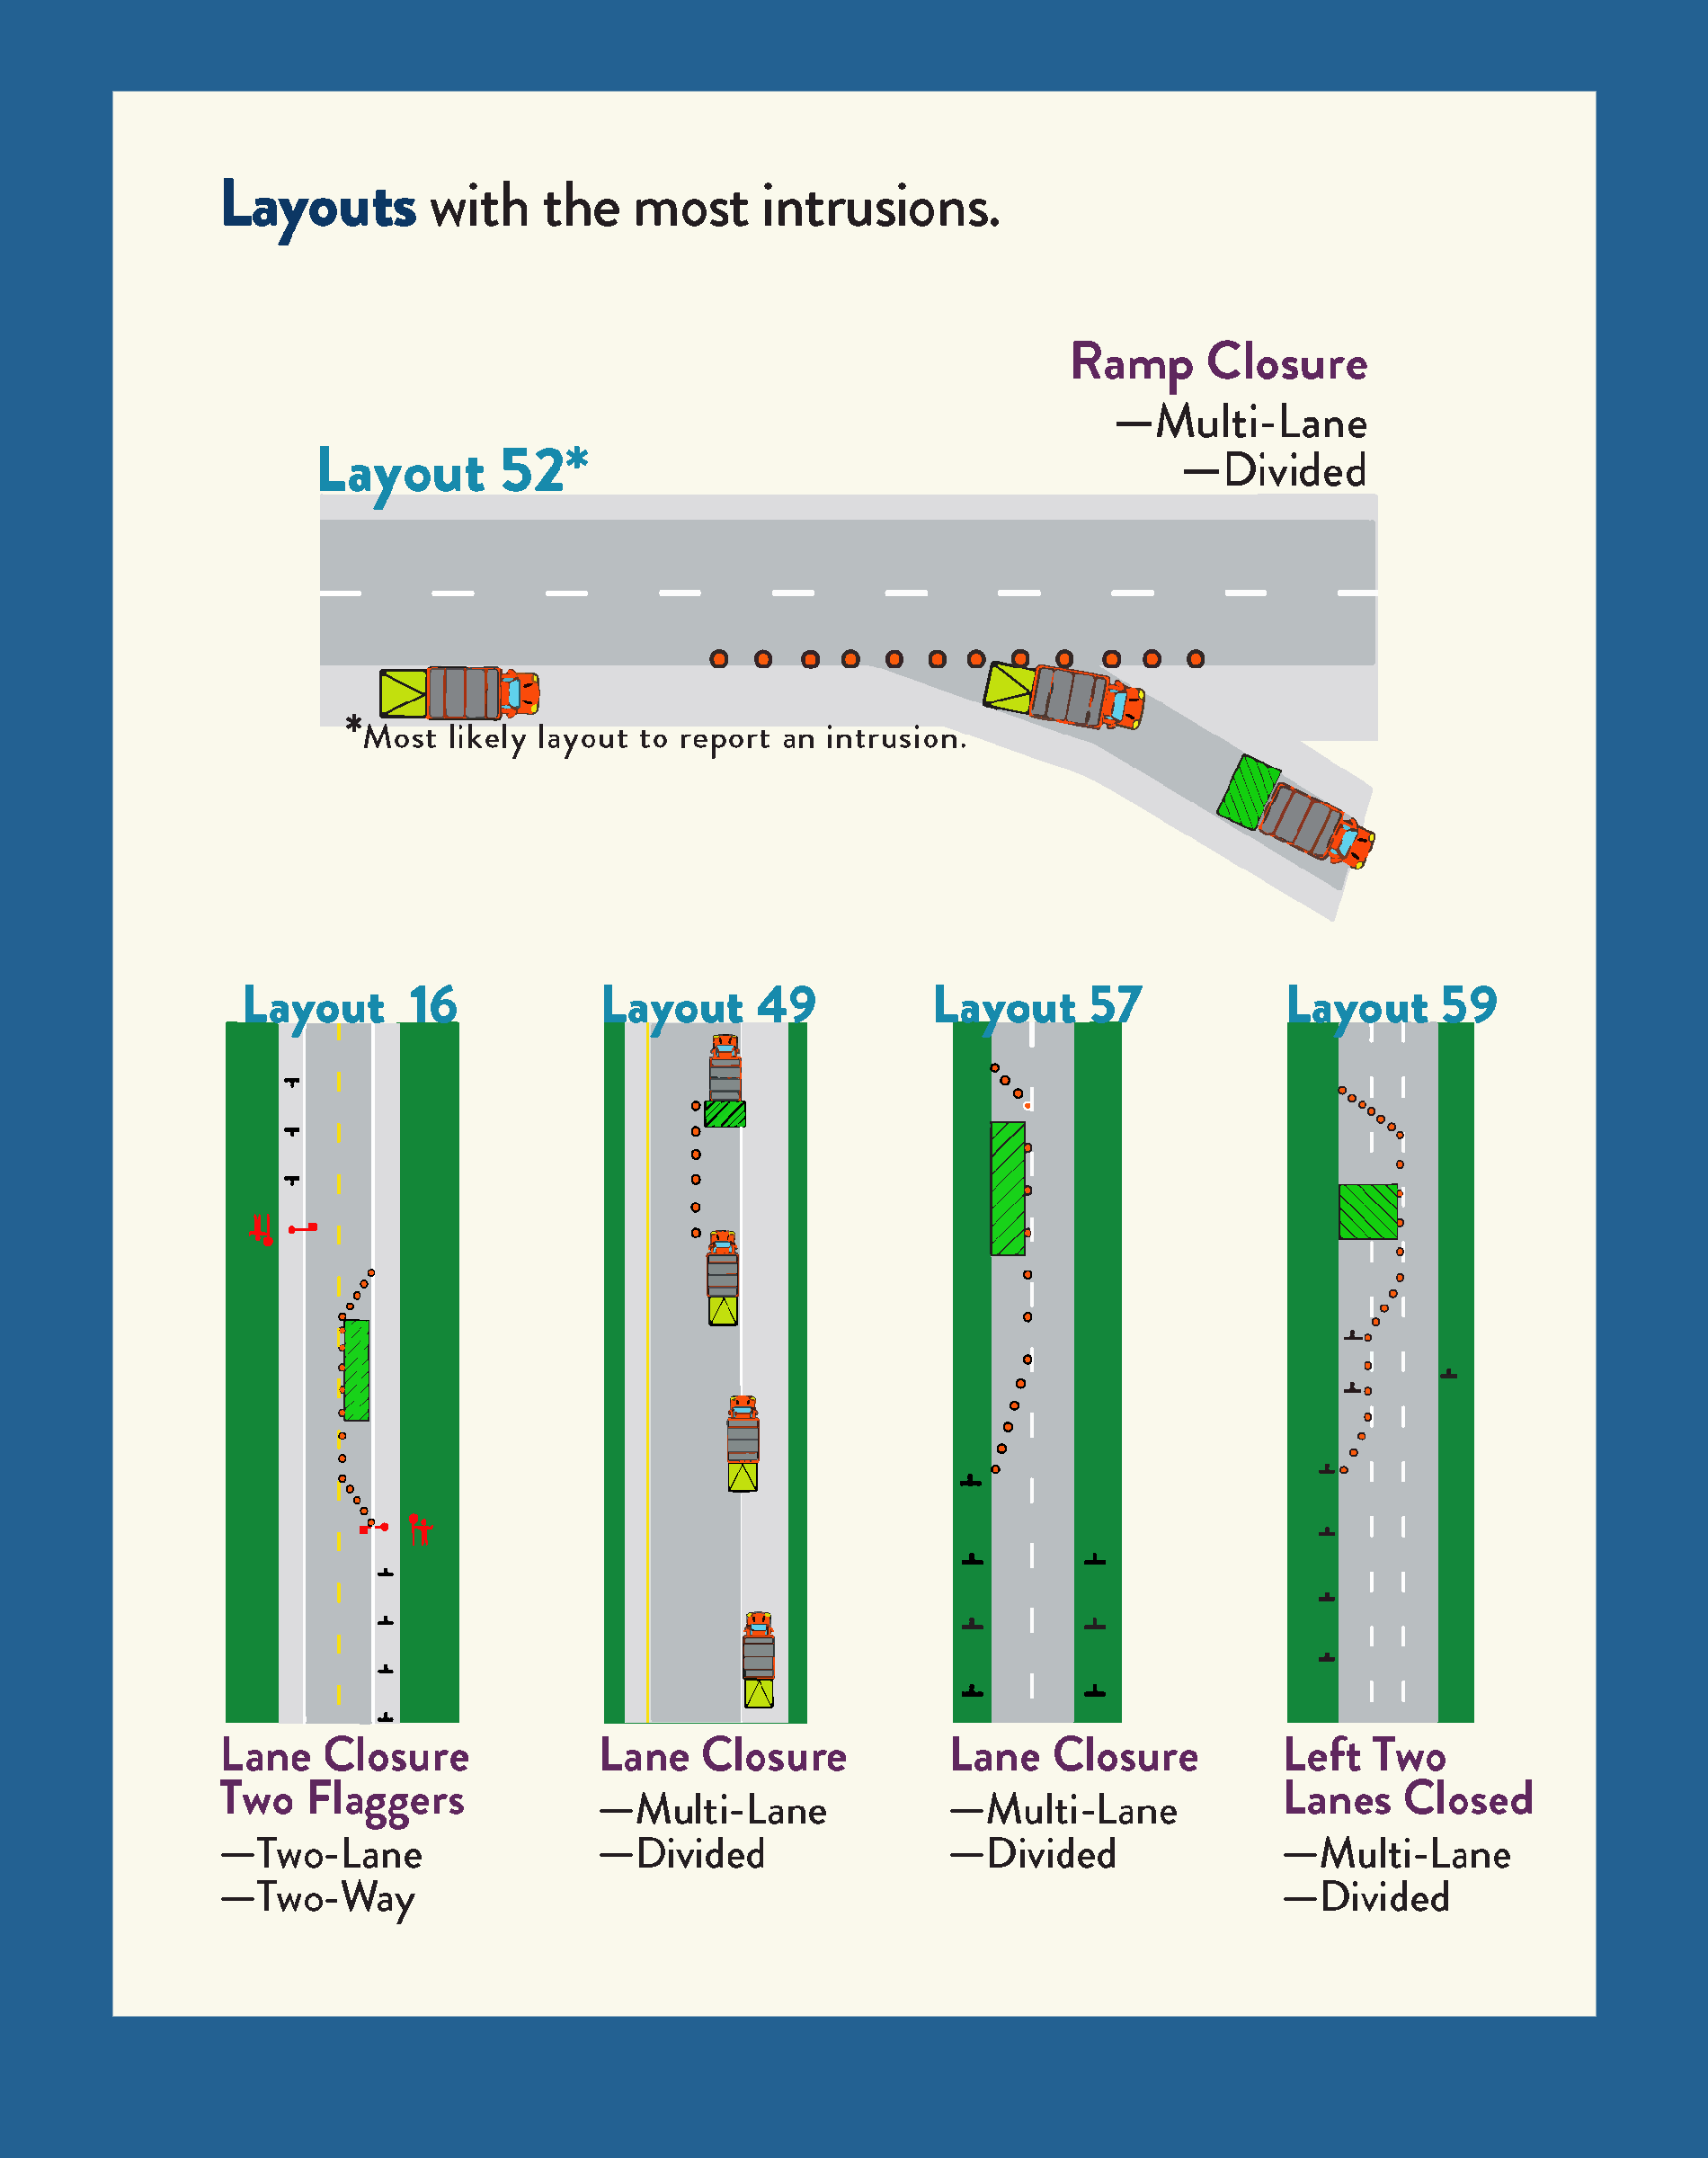 Layouts with the most intrusions.
Ramp Closure
—Multi-Lane
—Divided
Layout 52*
*Most likely layout to report an intrusion.
Layout 16
Layout 49
Layout 57
Layout 59
Lane Closure
Two Flaggers
—Two-Lane
—Two-Way
Lane Closure
—Multi-Lane
—Divided
Lane Closure
—Multi-Lane
—Divided
Left Two
Lanes Closed
—Multi-Lane
—Divided